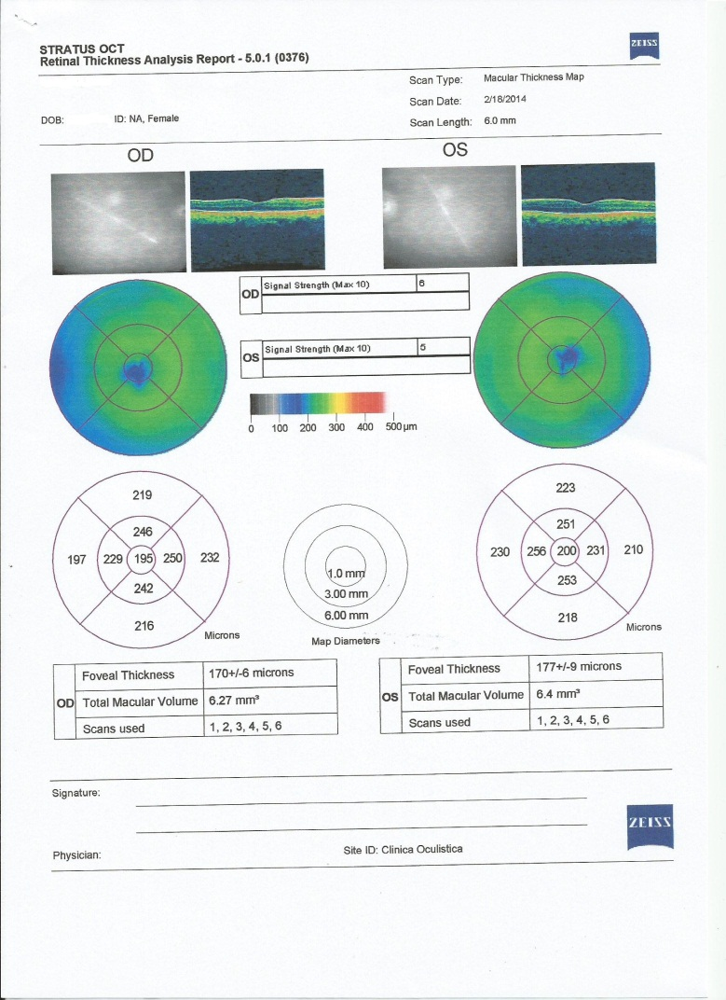 STRATUS OCT
Retinal Thickness Analysis Report - 5.0.1 (0376)
ZEISS
Scan Type: Macular Thickness Map
Scan Date: 2/18/2014
DOB: ID: NA, Female
Scan Length: 6.0 mm
OD OS
OD Signal Strength (Max 10) 6
OS Signal Strength (Max 10) 5
0 100 200 300 400 500 µm
219
246
197 229 195 250 232
242
216
Microns
1.0 mm
3.00 mm
6.00 mm
Map Diameters
223
251
230 256 200 231 210
253
218
Microns
OD
Foveal Thickness 170+/-6 microns
Total Macular Volume 6.27 mm³
Scans used 1, 2, 3, 4, 5, 6
OS
Foveal Thickness 177+/-9 microns
Total Macular Volume 6.4 mm³
Scans used 1, 2, 3, 4, 5, 6
Signature:
ZEISS
Physician: Site ID: Clinica Oculistica